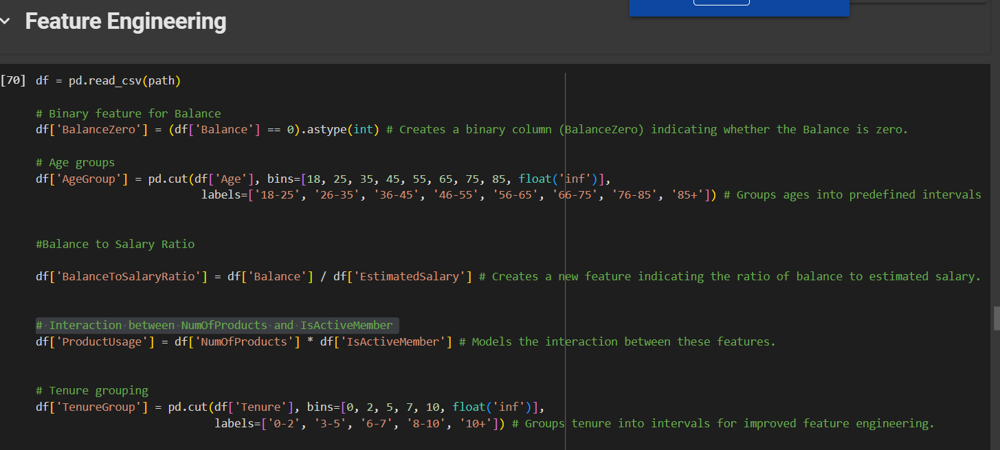 Feature Engineering
[70] df = pd.read_csv(path)
# Binary feature for Balance
df['BalanceZero'] = (df['Balance'] == 0).astype(int) # Creates a binary column (BalanceZero) indicating whether the Balance is zero.
# Age groups
df['AgeGroup'] = pd.cut(df['Age'], bins=[18, 25, 35, 45, 55, 65, 75, 85, float('inf')],
labels=['18-25', '26-35', '36-45', '46-55', '56-65', '66-75', '76-85', '85+']) # Groups ages into predefined intervals
#Balance to Salary Ratio
df['BalanceToSalaryRatio'] = df['Balance'] / df['EstimatedSalary'] # Creates a new feature indicating the ratio of balance to estimated salary.
# Interaction between NumOfProducts and IsActiveMember
df['ProductUsage'] = df['NumOfProducts'] * df['IsActiveMember'] # Models the interaction between these features.
# Tenure grouping
df['TenureGroup'] = pd.cut(df['Tenure'], bins=[0, 2, 5, 7, 10, float('inf')],
labels=['0-2', '3-5', '6-7', '8-10', '10+']) # Groups tenure into intervals for improved feature engineering.